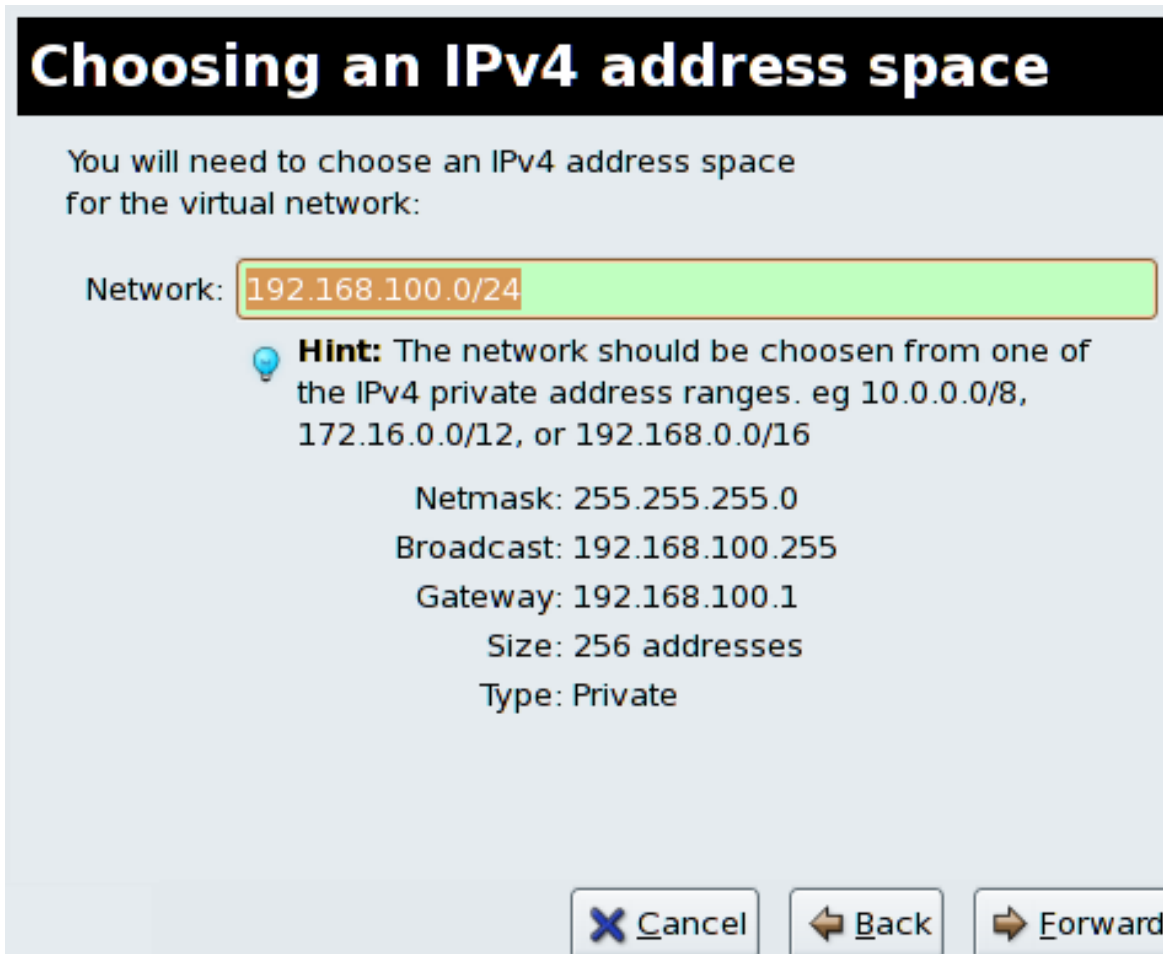 Choosing an IPv4 address space
You will need to choose an IPv4 address space
for the virtual network:
Network: 192.168.100.0/24
Hint: The network should be choosen from one of
the IPv4 private address ranges. eg 10.0.0.0/8,
172.16.0.0/12, or 192.168.0.0/16
Netmask: 255.255.255.0
Broadcast: 192.168.100.255
Gateway: 192.168.100.1
Size: 256 addresses
Type: Private
Cancel Back Forward